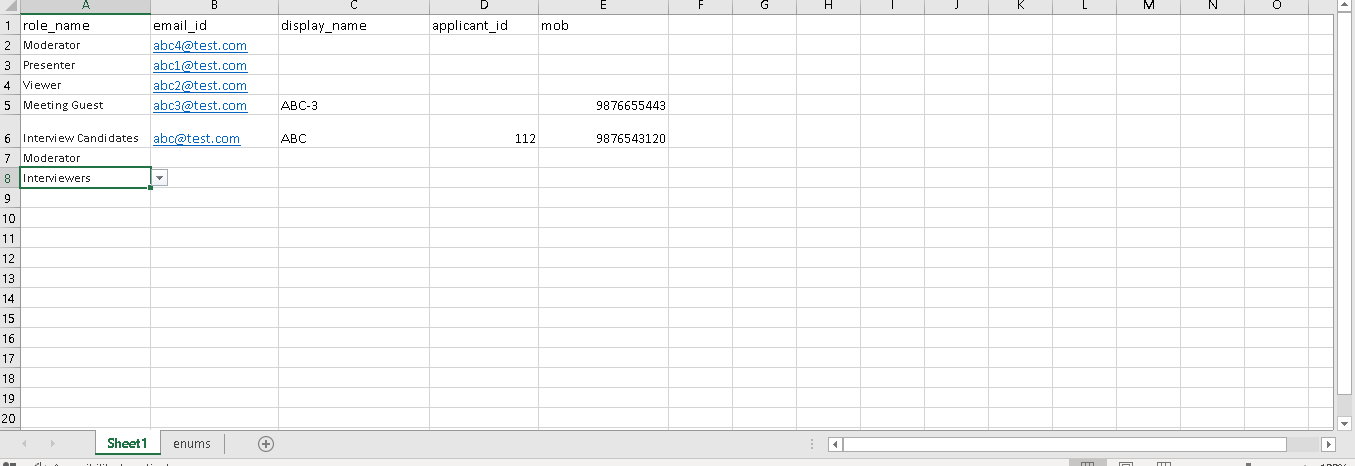 A B C D E F G H I J K L M N O
1 role_name email_id display_name applicant_id mob
2 Moderator abc4@test.com
3 Presenter abc1@test.com
4 Viewer abc2@test.com
5 Meeting Guest abc3@test.com ABC-3 9876655443
6 Interview Candidates abc@test.com ABC 112 9876543120
7 Moderator
8 Interviewers
9
10
11
12
13
14
15
16
17
18
19
20
Sheet1 enums